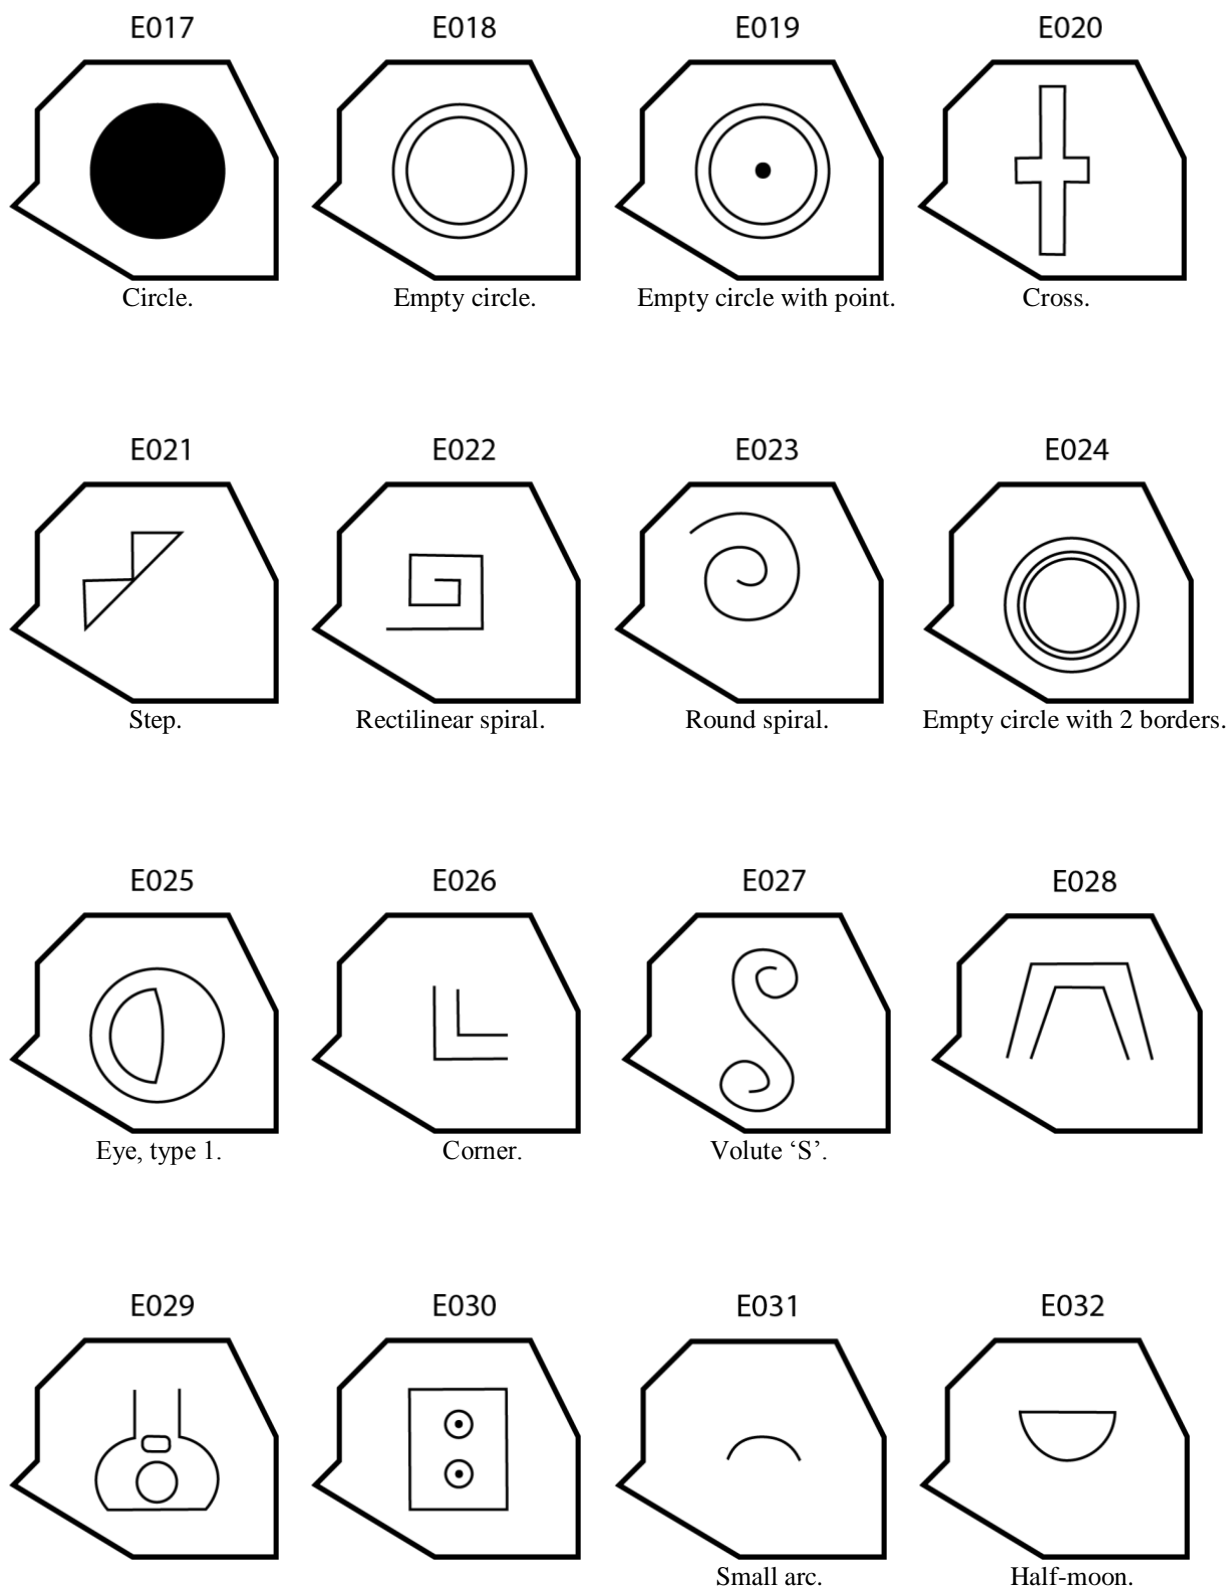 E017 E018 E019 E020
Circle. Empty circle. Empty circle with point. Cross.
E021 E022 E023 E024
Step. Rectilinear spiral. Round spiral. Empty circle with 2 borders.
E025 E026 E027 E028
Eye, type 1. Corner. Volute ‘S’.
E029 E030 E031 E032
Small arc. Half-moon.